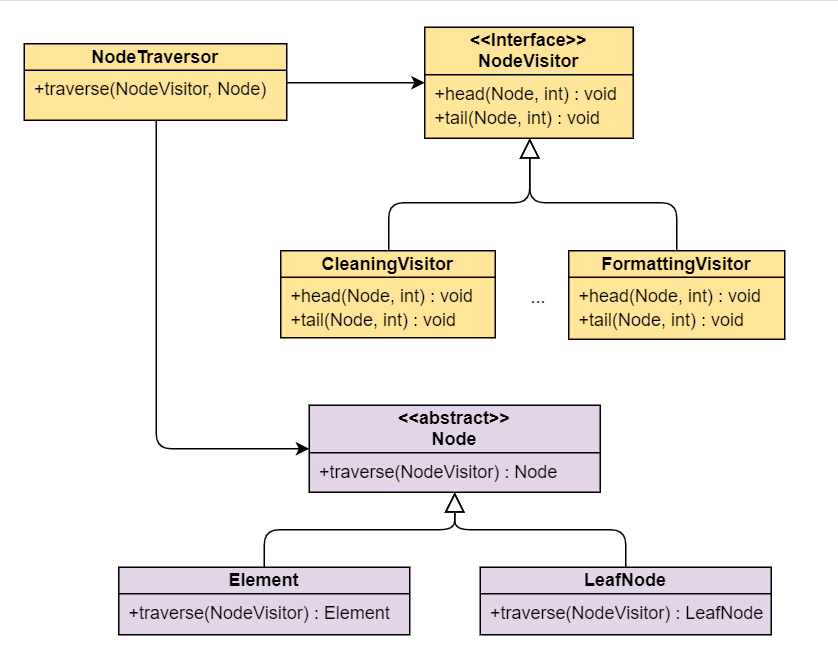 NodeTraversor
+traverse(NodeVisitor, Node)
<<Interface>>
NodeVisitor
+head(Node, int) : void
+tail(Node, int) : void
CleaningVisitor
+head(Node, int) : void
+tail(Node, int) : void
...
FormattingVisitor
+head(Node, int) : void
+tail(Node, int) : void
<<abstract>>
Node
+traverse(NodeVisitor) : Node
Element
+traverse(NodeVisitor) : Element
LeafNode
+traverse(NodeVisitor) : LeafNode